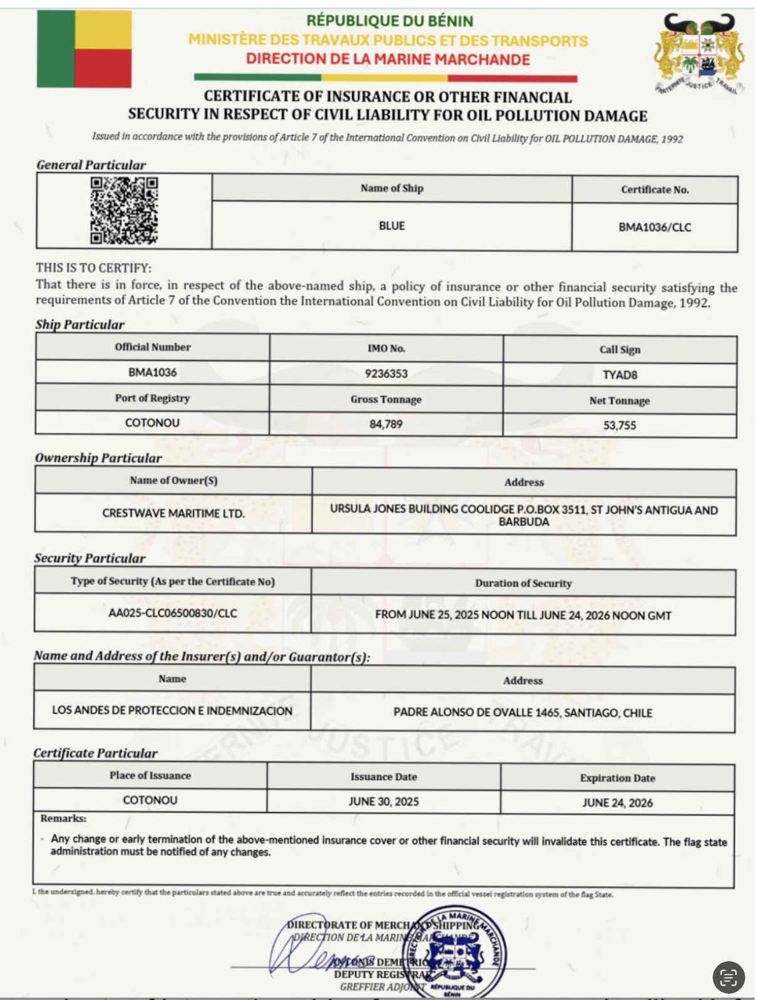 RÉPUBLIQUE DU BÉNIN
MINISTÈRE DES TRAVAUX PUBLICS ET DES TRANSPORTS
DIRECTION DE LA MARINE MARCHANDE
FRATERNITE JUSTICE TRAVAIL
CERTIFICATE OF INSURANCE OR OTHER FINANCIAL
SECURITY IN RESPECT OF CIVIL LIABILITY FOR OIL POLLUTION DAMAGE
Issued in accordance with the provisions of Article 7 of the International Convention on Civil Liability for OIL POLLUTION DAMAGE, 1992
General Particular
Name of Ship
Certificate No.
BLUE
BMA1036/CLC
THIS IS TO CERTIFY:
That there is in force, in respect of the above-named ship, a policy of insurance or other financial security satisfying the
requirements of Article 7 of the Convention the International Convention on Civil Liability for Oil Pollution Damage, 1992.
Ship Particular
Official Number
IMO No.
Call Sign
BMA1036
9236353
TYAD8
Port of Registry
Gross Tonnage
Net Tonnage
COTONOU
84,789
53,755
Ownership Particular
Name of Owner(S)
Address
CRESTWAVE MARITIME LTD.
URSULA JONES BUILDING COOLIDGE P.O.BOX 3511, ST JOHN'S ANTIGUA AND
BARBUDA
Security Particular
Type of Security (As per the Certificate No)
Duration of Security
AA025-CLC06500830/CLC
FROM JUNE 25, 2025 NOON TILL JUNE 24, 2026 NOON GMT
Name and Address of the Insurer(s) and/or Guarantor(s):
Name
Address
LOS ANDES DE PROTECCION E INDEMNIZACION
PADRE ALONSO DE OVALLE 1465, SANTIAGO, CHILE
JUSTICE
Certificate Particular
Place of Issuance
Issuance Date
Expiration Date
COTONOU
JUNE 30, 2025
JUNE 24, 2026
Remarks:
- Any change or early termination of the above-mentioned insurance cover or other financial security will invalidate this certificate. The flag state
administration must be notified of any changes.
I, the undersigned, hereby certify that the particulars stated above are true and accurately reflect the entries recorded in the official vessel registration system of the flag State.
DIRECTORATE OF MERCHANT SHIPPING
DIRECTION DE LA MARINE MARCHANDE
ANTONIS
DEPUTY REGISTRAR
GREFFIER ADJOINT
DIRECTION DE LA MARINE MARCHANDE
RÉPUBLIQUE DU
BÉNIN